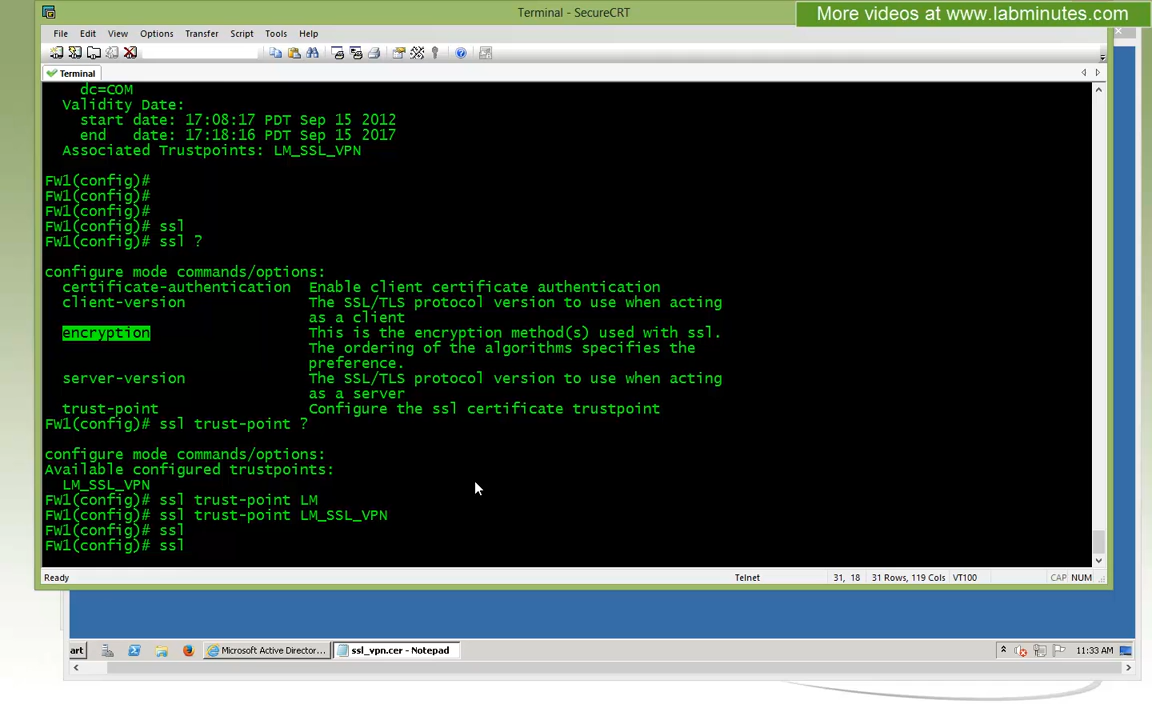 Terminal - SecureCRT
More videos at www.labminutes.com
File Edit View Options Transfer Script Tools Help
Terminal
dc=COM
Validity Date:
start date: 17:08:17 PDT Sep 15 2012
end date: 17:18:16 PDT Sep 15 2017
Associated Trustpoints: LM_SSL_VPN
FW1(config)#
FW1(config)#
FW1(config)#
FW1(config)# ssl
FW1(config)# ssl ?
configure mode commands/options:
certificate-authentication Enable client certificate authentication
client-version The SSL/TLS protocol version to use when acting
as a client
encryption This is the encryption method(s) used with ssl.
The ordering of the algorithms specifies the
preference.
server-version The SSL/TLS protocol version to use when acting
as a server
trust-point Configure the ssl certificate trustpoint
FW1(config)# ssl trust-point ?
configure mode commands/options:
Available configured trustpoints:
LM_SSL_VPN
FW1(config)# ssl trust-point LM
FW1(config)# ssl trust-point LM_SSL_VPN
FW1(config)# ssl
FW1(config)# ssl
Ready Telnet 31, 18 31 Rows, 119 Cols VT100 CAP NUM
art Microsoft Active Director... ssl_vpn.cer - Notepad 11:33 AM